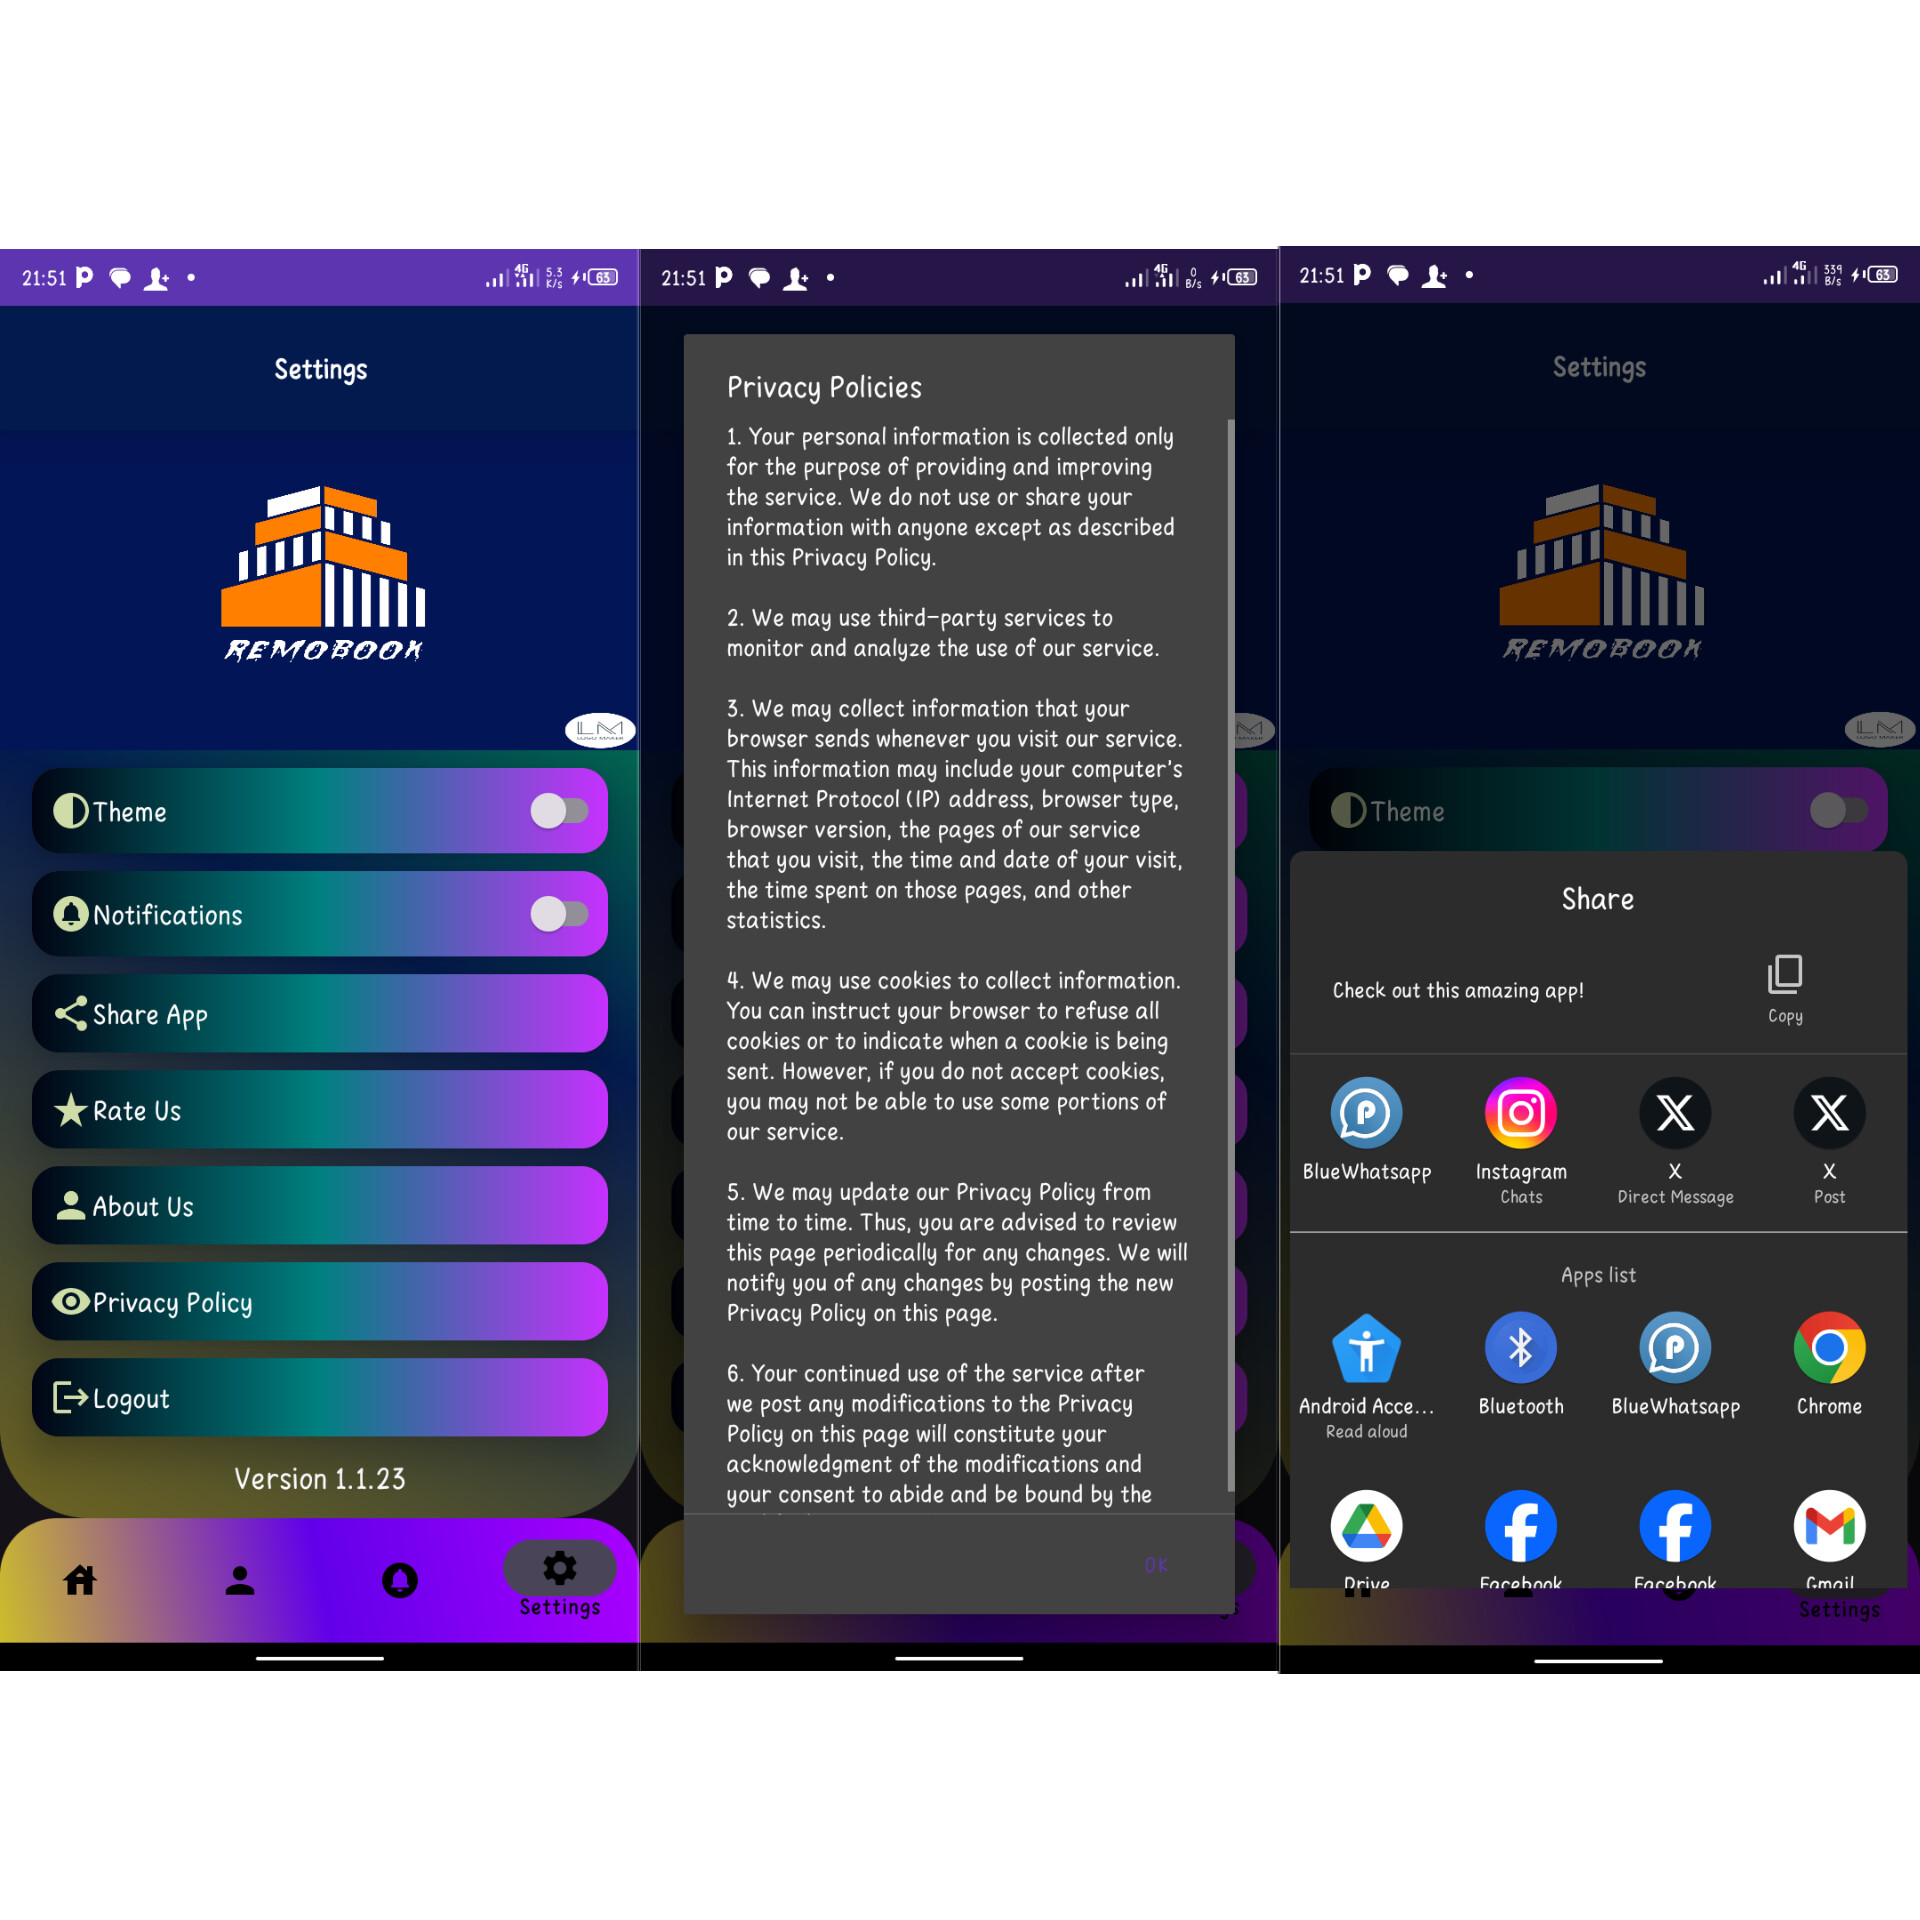 21:51
4G
5.3
K/s
63
Settings
REMOBOOK
LM
LOGO MAKER
Theme
Notifications
Share App
Rate Us
About Us
Privacy Policy
Logout
Version 1.1.23
Settings
21:51
4G
0
B/s
63
Privacy Policies
1. Your personal information is collected only
for the purpose of providing and improving
the service. We do not use or share your
information with anyone except as described
in this Privacy Policy.
2. We may use third-party services to
monitor and analyze the use of our service.
3. We may collect information that your
browser sends whenever you visit our service.
This information may include your computer's
Internet Protocol (IP) address, browser type,
browser version, the pages of our service
that you visit, the time and date of your visit,
the time spent on those pages, and other
statistics.
4. We may use cookies to collect information.
You can instruct your browser to refuse all
cookies or to indicate when a cookie is being
sent. However, if you do not accept cookies,
you may not be able to use some portions of
our service.
5. We may update our Privacy Policy from
time to time. Thus, you are advised to review
this page periodically for any changes. We will
notify you of any changes by posting the new
Privacy Policy on this page.
6. Your continued use of the service after
we post any modifications to the Privacy
Policy on this page will constitute your
acknowledgment of the modifications and
your consent to abide and be bound by the
OK
21:51
4G
339
B/s
63
Settings
REMOBOOK
LM
LOGO MAKER
Theme
Share
Check out this amazing app!
Copy
BlueWhatsapp
Instagram
Chats
X
Direct Message
X
Post
Apps list
Android Acce...
Read aloud
Bluetooth
BlueWhatsapp
Chrome
Drive
Facebook
Facebook
Gmail
Settings